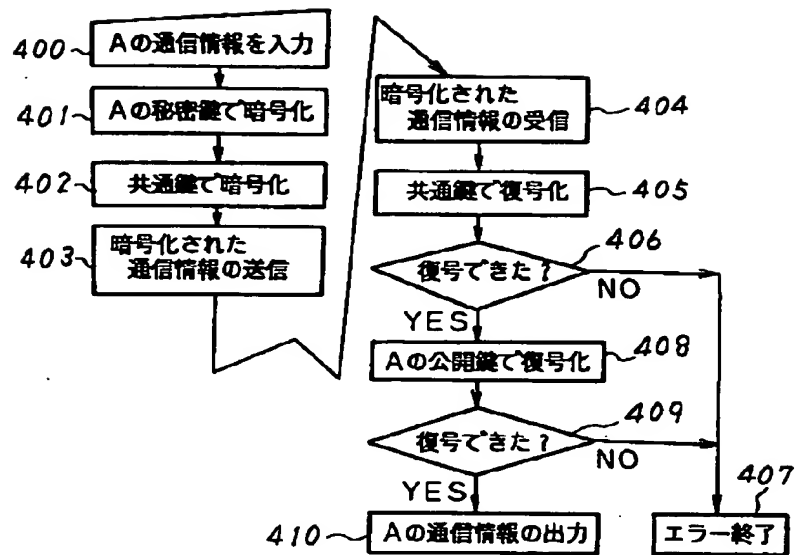 400
Aの通信情報を入力
401
Aの秘密鍵で暗号化
402
共通鍵で暗号化
403
暗号化された
通信情報の送信
暗号化された
通信情報の受信
404
共通鍵で復号化
405
406
復号できた?
NO
YES
Aの公開鍵で復号化
408
409
復号できた?
NO
YES
410
Aの通信情報の出力
407
エラー終了